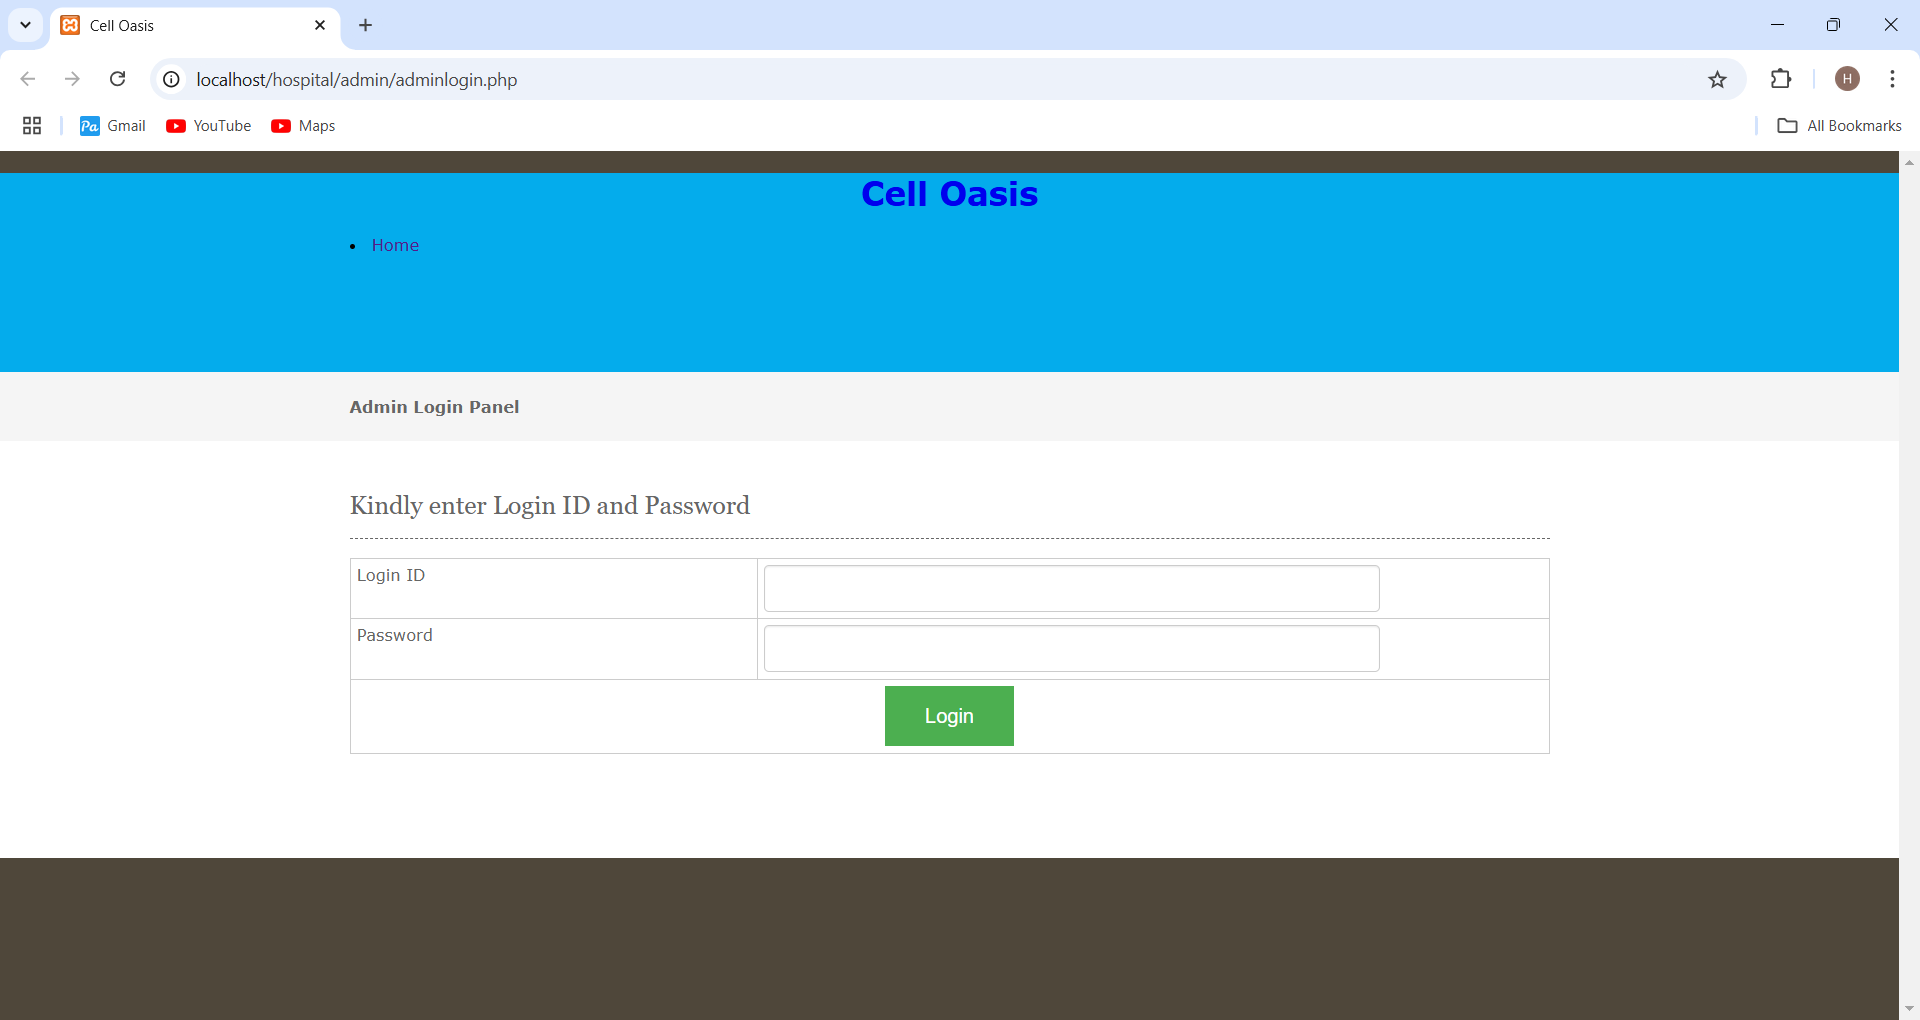 Cell Oasis
localhost/hospital/admin/adminlogin.php
H
Pa Gmail YouTube Maps All Bookmarks
Cell Oasis
Home
Admin Login Panel
Kindly enter Login ID and Password
Login ID
Password
Login